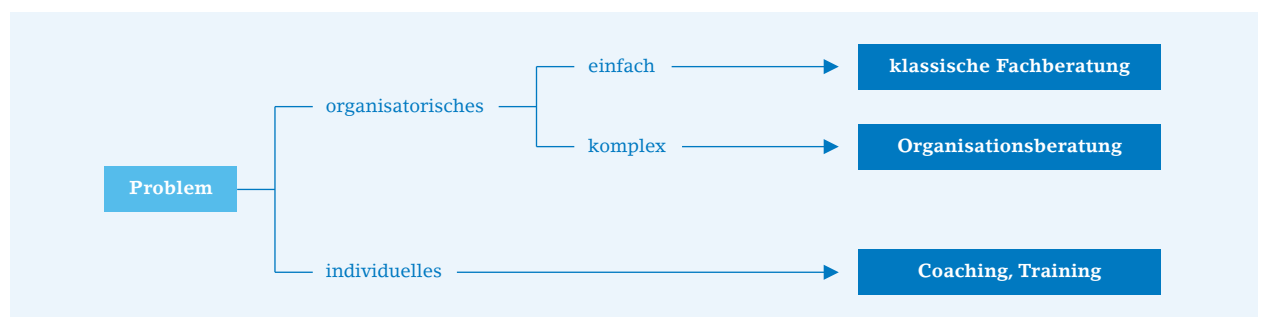 einfach
klassische Fachberatung
organisatorisches
komplex
Organisationsberatung
Problem
individuelles
Coaching, Training